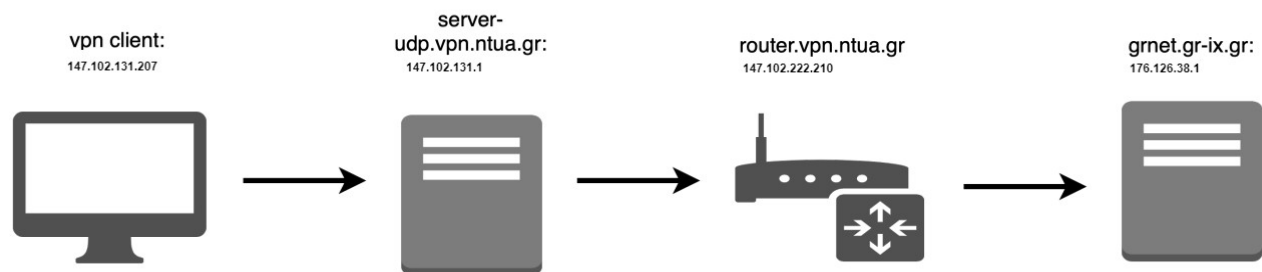 vpn client:
147.102.131.207
server-
udp.vpn.ntua.gr:
147.102.131.1
router.vpn.ntua.gr
147.102.222.210
grnet.gr-ix.gr:
176.126.38.1